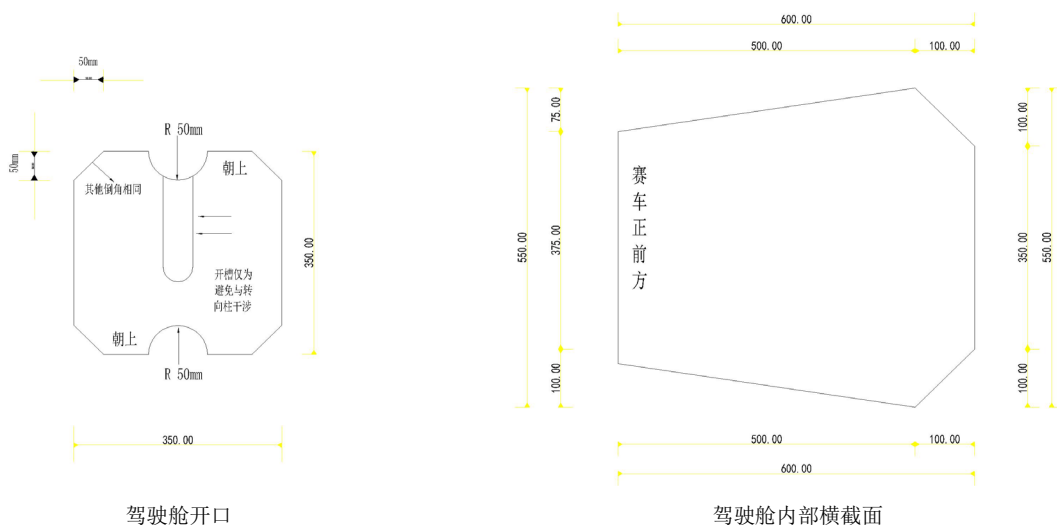 50mm
50mm
R 50mm
朝上
其他倒角相同
开槽仅为
避免与转
向柱干涉
350.00
朝上
R 50mm
350.00
驾驶舱开口
600.00
500.00
100.00
75.00
100.00
赛车正前方
550.00
375.00
350.00
550.00
100.00
100.00
500.00
100.00
600.00
驾驶舱内部横截面